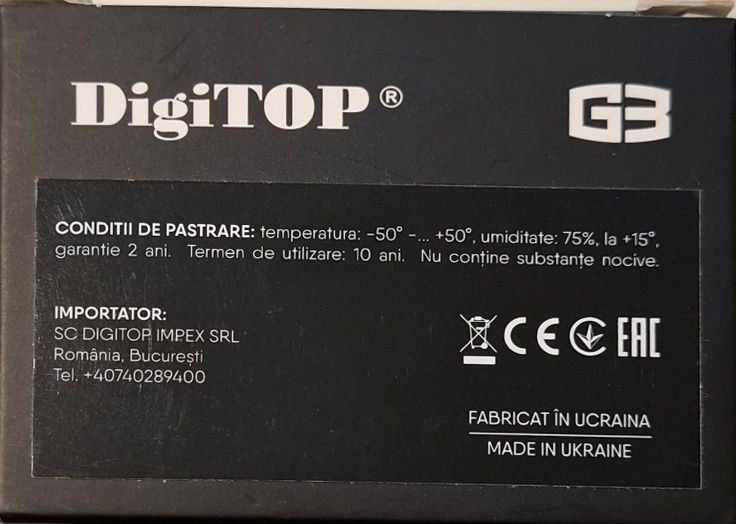 DigiTOP®
G3
CONDITII DE PASTRARE: temperatura: -50° -... +50°, umiditate: 75%, la +15°,
garantie 2 ani. Termen de utilizare: 10 ani. Nu conține substanțe nocive.
IMPORTATOR:
SC DIGITOP IMPEX SRL
România, București
Tel. +40740289400
CE EAC
FABRICAT ÎN UCRAINA
MADE IN UKRAINE